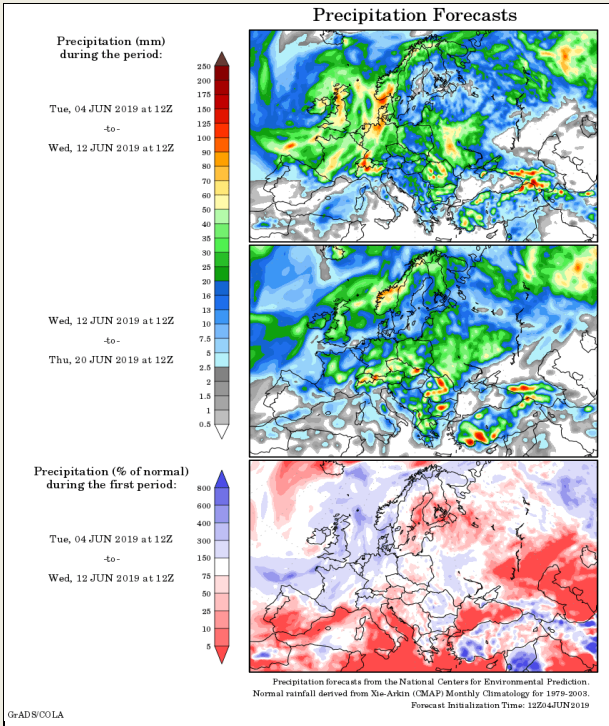 Precipitation Forecasts
Precipitation (mm)
during the period:
Tue, 04 JUN 2019 at 12Z
-to-
Wed, 12 JUN 2019 at 12Z
250
200
175
150
125
100
90
80
70
60
50
40
35
30
25
20
16
13
10
7.5
5
2.5
2
1.5
1
0.5
Wed, 12 JUN 2019 at 12Z
-to-
Thu, 20 JUN 2019 at 12Z
Precipitation (% of normal)
during the first period:
Tue, 04 JUN 2019 at 12Z
-to-
Wed, 12 JUN 2019 at 12Z
800
600
400
300
150
75
50
25
10
5
Precipitation forecasts from the National Centers for Environmental Prediction.
Normal rainfall derived from Xie-Arkin (CMAP) Monthly Climatology for 1979-2003.
Forecast Initialization Time: 12Z04JUN2019
GrADS/COLA